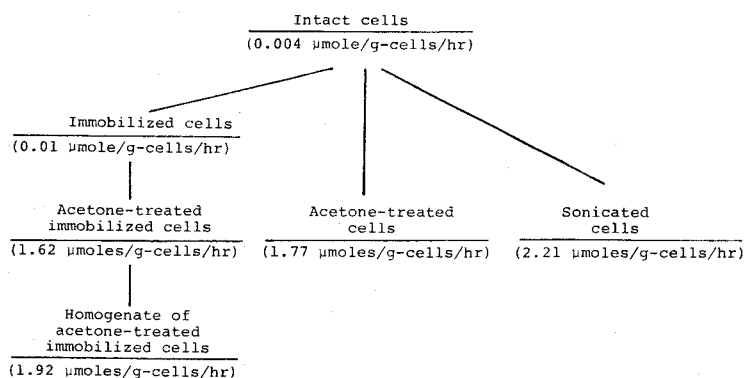 Intact cells
(0.004 µmole/g-cells/hr)
Immobilized cells
(0.01 µmole/g-cells/hr)
Acetone-treated
immobilized cells
(1.62 µmoles/g-cells/hr)
Homogenate of
acetone-treated
immobilized cells
(1.92 µmoles/g-cells/hr)
Acetone-treated
cells
(1.77 µmoles/g-cells/hr)
Sonicated
cells
(2.21 µmoles/g-cells/hr)